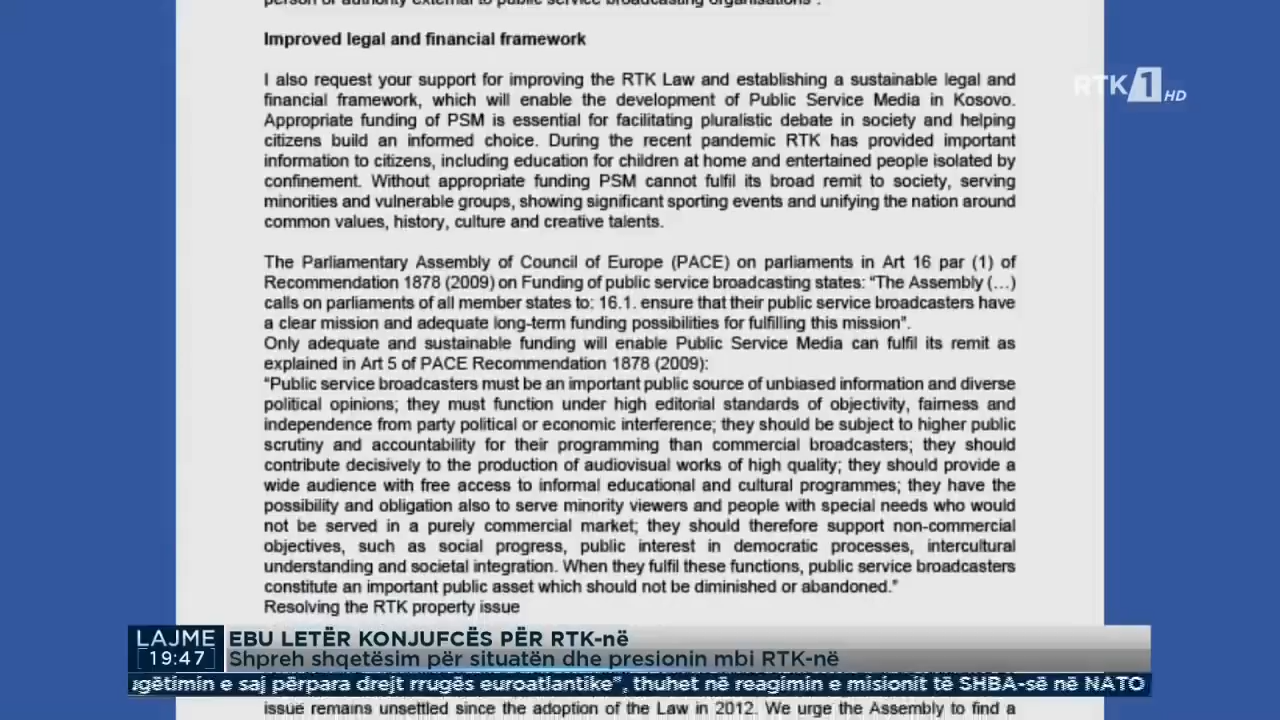 person or authority external to public service broadcasting organisations".
Improved legal and financial framework
I also request your support for improving the RTK Law and establishing a sustainable legal and
financial framework, which will enable the development of Public Service Media in Kosovo.
Appropriate funding of PSM is essential for facilitating pluralistic debate in society and helping
citizens build an informed choice. During the recent pandemic RTK has provided important
information to citizens, including education for children at home and entertained people isolated by
confinement. Without appropriate funding PSM cannot fulfil its broad remit to society, serving
minorities and vulnerable groups, showing significant sporting events and unifying the nation around
common values, history, culture and creative talents.
The Parliamentary Assembly of Council of Europe (PACE) on parliaments in Art 16 par (1) of
Recommendation 1878 (2009) on Funding of public service broadcasting states: “The Assembly (…)
calls on parliaments of all member states to: 16.1. ensure that their public service broadcasters have
a clear mission and adequate long-term funding possibilities for fulfilling this mission”.
Only adequate and sustainable funding will enable Public Service Media can fulfil its remit as
explained in Art 5 of PACE Recommendation 1878 (2009):
“Public service broadcasters must be an important public source of unbiased information and diverse
political opinions; they must function under high editorial standards of objectivity, fairness and
independence from party political or economic interference; they should be subject to higher public
scrutiny and accountability for their programming than commercial broadcasters; they should
contribute decisively to the production of audiovisual works of high quality; they should provide a
wide audience with free access to informal educational and cultural programmes; they have the
possibility and obligation also to serve minority viewers and people with special needs who would
not be served in a purely commercial market; they should therefore support non-commercial
objectives, such as social progress, public interest in democratic processes, intercultural
understanding and societal integration. When they fulfil these functions, public service broadcasters
constitute an important public asset which should not be diminished or abandoned.”
Resolving the RTK property issue
RTK 1 HD
LAJME
19:47
EBU LETËR KONJUFCËS PËR RTK-në
Shpreh shqetësim për situatën dhe presionin mbi RTK-në
agëtimin e saj përpara drejt rrugës euroatlantike”, thuhet në reagimin e misionit të SHBA-së në NATO
issue remains unsettled since the adoption of the Law in 2012. We urge the Assembly to find a